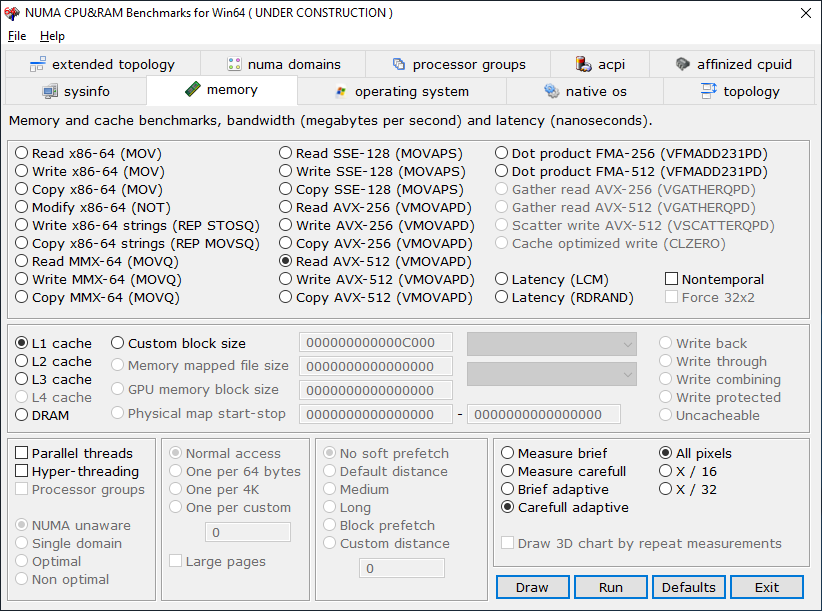 NUMA CPU&RAM Benchmarks for Win64 ( UNDER CONSTRUCTION )
File Help
extended topology numa domains processor groups acpi affinized cpuid
sysinfo memory operating system native os topology
Memory and cache benchmarks, bandwidth (megabytes per second) and latency (nanoseconds).
Read x86-64 (MOV) Read SSE-128 (MOVAPS) Dot product FMA-256 (VFMADD231PD)
Write x86-64 (MOV) Write SSE-128 (MOVAPS) Dot product FMA-512 (VFMADD231PD)
Copy x86-64 (MOV) Copy SSE-128 (MOVAPS) Gather read AVX-256 (VGATHERQPD)
Modify x86-64 (NOT) Read AVX-256 (VMOVAPD) Gather read AVX-512 (VGATHERQPD)
Write x86-64 strings (REP STOSQ) Write AVX-256 (VMOVAPD) Scatter write AVX-512 (VSCATTERQPD)
Copy x86-64 strings (REP MOVSQ) Copy AVX-256 (VMOVAPD) Cache optimized write (CLZERO)
Read MMX-64 (MOVQ) Read AVX-512 (VMOVAPD)
Write MMX-64 (MOVQ) Write AVX-512 (VMOVAPD) Latency (LCM) Nontemporal
Copy MMX-64 (MOVQ) Copy AVX-512 (VMOVAPD) Latency (RDRAND) Force 32x2
L1 cache Custom block size 000000000000C000 Write back
L2 cache Memory mapped file size 0000000000000000 Write through
L3 cache GPU memory block size 0000000000000000 Write combining
L4 cache Physical map start-stop 0000000000000000 - 0000000000000000 Write protected
DRAM Uncacheable
Parallel threads Normal access No soft prefetch Measure brief All pixels
Hyper-threading One per 64 bytes Default distance Measure carefull X / 16
Processor groups One per 4K Medium Brief adaptive X / 32
One per custom Long Carefull adaptive
NUMA unaware 0 Block prefetch
Single domain Custom distance Draw 3D chart by repeat measurements
Optimal Large pages 0
Non optimal Draw Run Defaults Exit